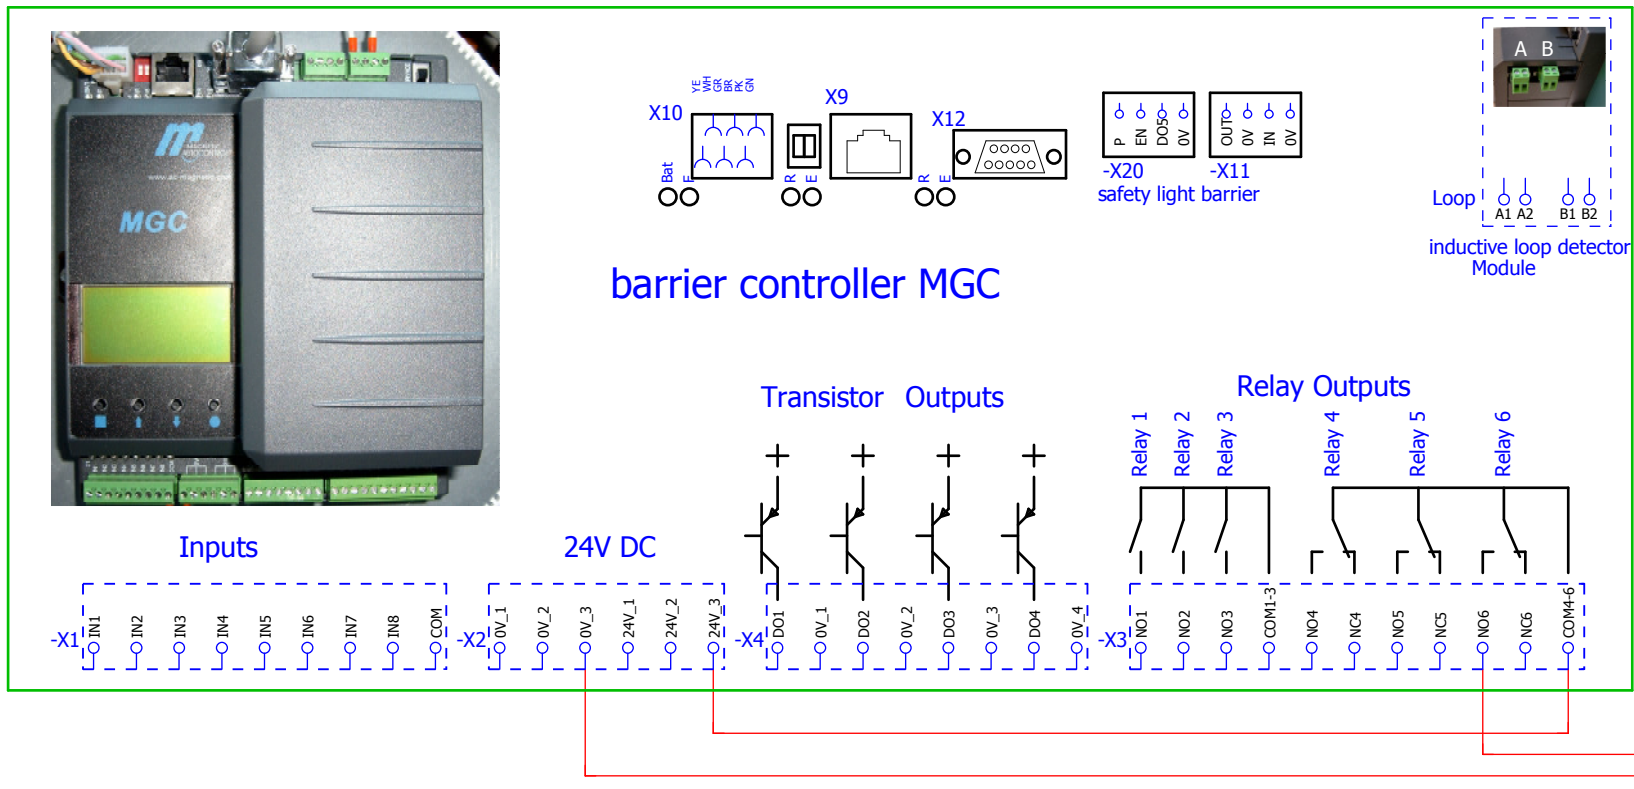 YE
WH
GR
BR
PK
GN
X10
X9
X12
Bat
F
R
E
R
E
P
EN
DO5
0V
-X20
safety light barrier
OUT
0V
IN
0V
-X11
A B
Loop
A1 A2 B1 B2
inductive loop detector
Module
MGC
barrier controller MGC
Transistor Outputs
Relay Outputs
Relay 1
Relay 2
Relay 3
Relay 4
Relay 5
Relay 6
Inputs
24V DC
-X1
IN1
IN2
IN3
IN4
IN5
IN6
IN7
IN8
COM
-X2
0V_1
0V_2
0V_3
24V_1
24V_2
24V_3
-X4
DO1
0V_1
DO2
0V_2
DO3
0V_3
DO4
0V_4
-X3
NO1
NO2
NO3
COM1-3
NO4
NC4
NO5
NC5
NO6
NC6
COM4-6